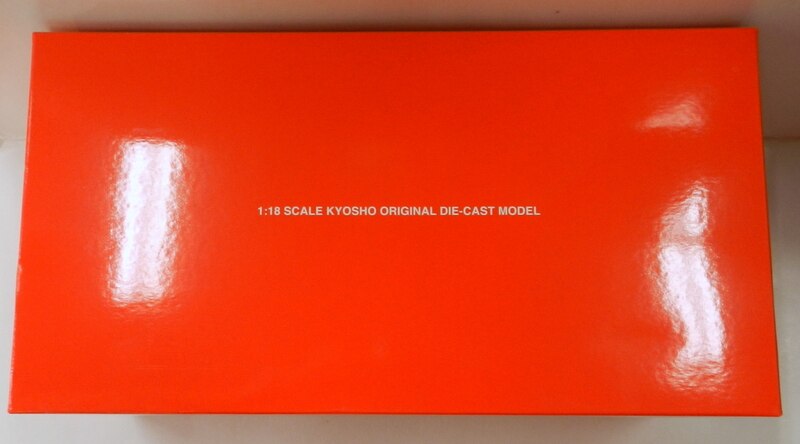 1:18 SCALE KYOSHO ORIGINAL DIE-CAST MODEL